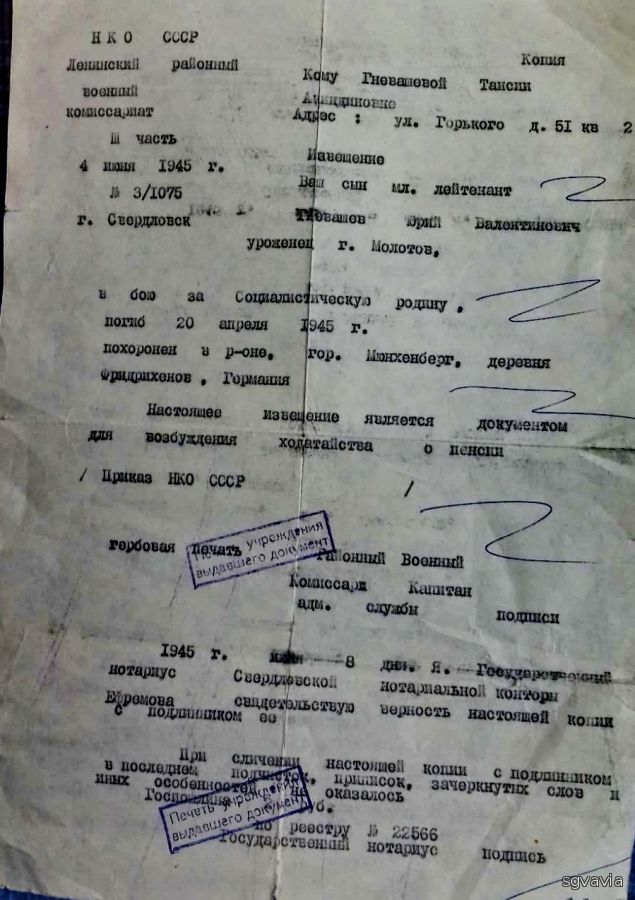 НКО СССР
Копия
Ленинский районный
военный
комиссариат
Кому Гневашевой Таисии
Акиндиновне
Адрес : ул. Горького д. 51 кв 2
III часть
4 июня 1945 г.
№ 3/1075
г. Свердловск
Извещение
Ваш сын мл. лейтенант
Гневашев Юрий Валентинович
уроженец г. Молотов,
в бою за Социалистическую родину ,
погиб 20 апреля 1945 г.
похоронен в р-оне, гор. Мюнхенберг, деревня
Фридрихенов , Германия
Настоящее извещение является документом
для возбуждения ходатайства о пенсии
/ Приказ НКО СССР /
гербовая печать
Печать учреждения
выдавшего документ
Районный Военный
Комиссарк Капитан
адм. службы подписи
1945 г. 8 дня. Я. Государственный
нотариус Свердловской нотариальной конторы
Ефремова свидетельствую верность настоящей копии
с подлинником ее
При сличении настоящей копии с подлинником
в последнем подчисток, приписок, зачеркнутых слов и
иных особенностей не оказалось
Госпошлина руб.
Печать учреждения
выдавшего документ
по реестру № 22566
Государственный нотариус подпись
sgvavia